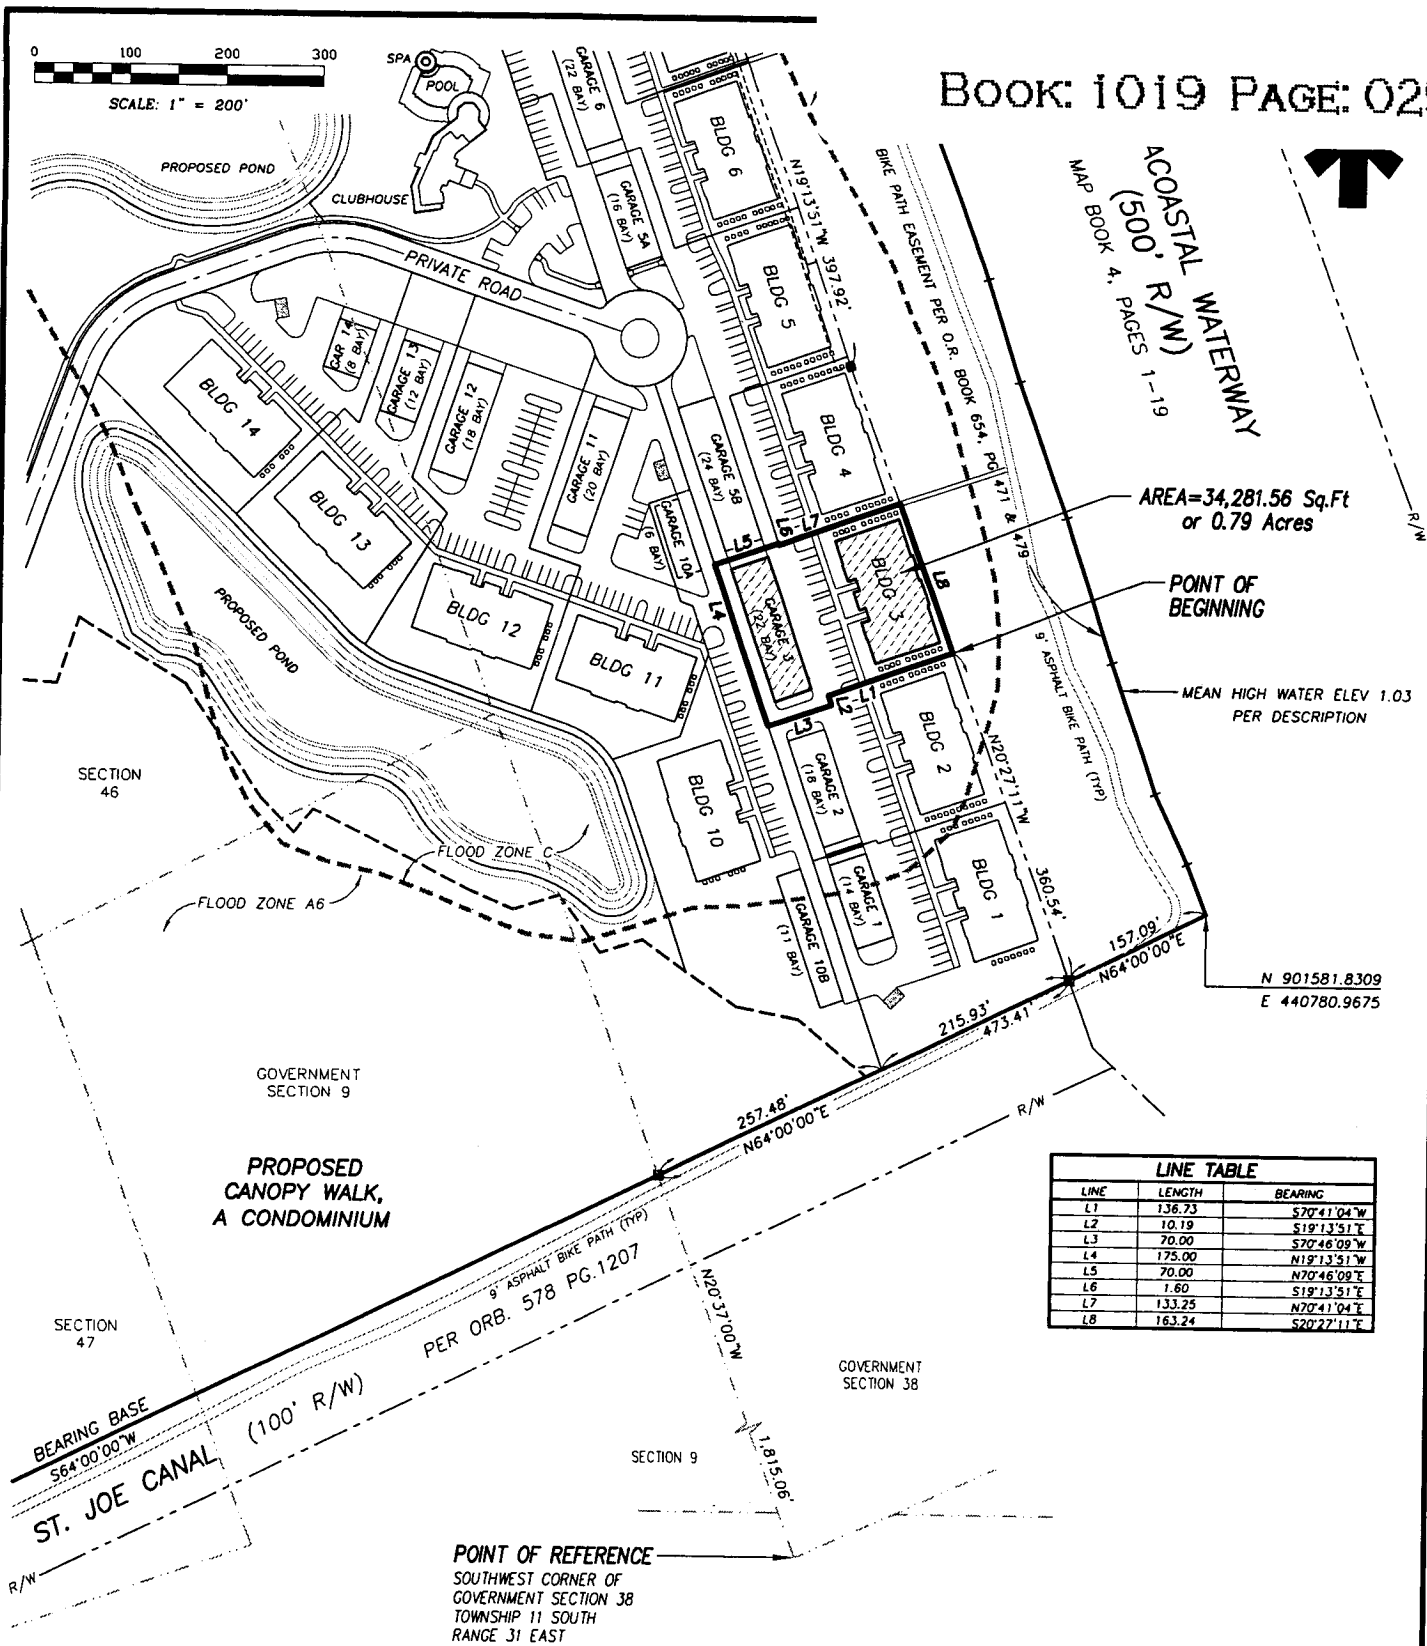 0 100 200 300
SCALE: 1" = 200'
BOOK: 1019 PAGE: 02
SPA
POOL
CLUBHOUSE
PROPOSED POND
PRIVATE ROAD
GARAGE 6
(22 BAY)
GARAGE 5A
(16 BAY)
BLDG 6
BLDG 5
BLDG 4
N19°13'51"W 397.92'
BIKE PATH EASEMENT PER O.R. BOOK 654, PG 471 & 479
ACOASTAL WATERWAY
(500' R/W)
MAP BOOK 4, PAGES 1-19
R/W
GAR 14
(8 BAY)
GARAGE 13
(12 BAY)
GARAGE 12
(18 BAY)
GARAGE 11
(20 BAY)
GARAGE 10A
(6 BAY)
GARAGE 5B
(24 BAY)
BLDG 14
BLDG 13
BLDG 12
BLDG 11
BLDG 10
L5
L6
L7
L4
L8
L3
L2
L1
GARAGE 3
(22 BAY)
BLDG 3
AREA=34,281.56 Sq.Ft
or 0.79 Acres
POINT OF
BEGINNING
MEAN HIGH WATER ELEV 1.03
PER DESCRIPTION
9' ASPHALT BIKE PATH (TYP)
PROPOSED POND
BLDG 2
GARAGE 2
(18 BAY)
N20°27'11"W 360.54'
BLDG 1
GARAGE 1
(14 BAY)
GARAGE 10B
(11 BAY)
SECTION
46
FLOOD ZONE C
FLOOD ZONE A6
157.09'
N64°00'00"E
N 901581.8309
E 440780.9675
215.93'
473.41'
257.48'
N64°00'00"E
R/W
GOVERNMENT
SECTION 9
PROPOSED
CANOPY WALK,
A CONDOMINIUM
LINE TABLE
LINE LENGTH BEARING
L1 136.73 S70°41'04"W
L2 10.19 S19°13'51"E
L3 70.00 S70°46'09"W
L4 175.00 N19°13'51"W
L5 70.00 N70°46'09"E
L6 1.60 S19°13'51"E
L7 133.25 N70°41'04"E
L8 163.24 S20°27'11"E
9' ASPHALT BIKE PATH (TYP)
PER ORB. 578 PG.1207
N20°37'00"W
1,815.06'
SECTION
47
GOVERNMENT
SECTION 38
BEARING BASE
S64°00'00"W
ST. JOE CANAL (100' R/W)
R/W
SECTION 9
POINT OF REFERENCE
SOUTHWEST CORNER OF
GOVERNMENT SECTION 38
TOWNSHIP 11 SOUTH
RANGE 31 EAST